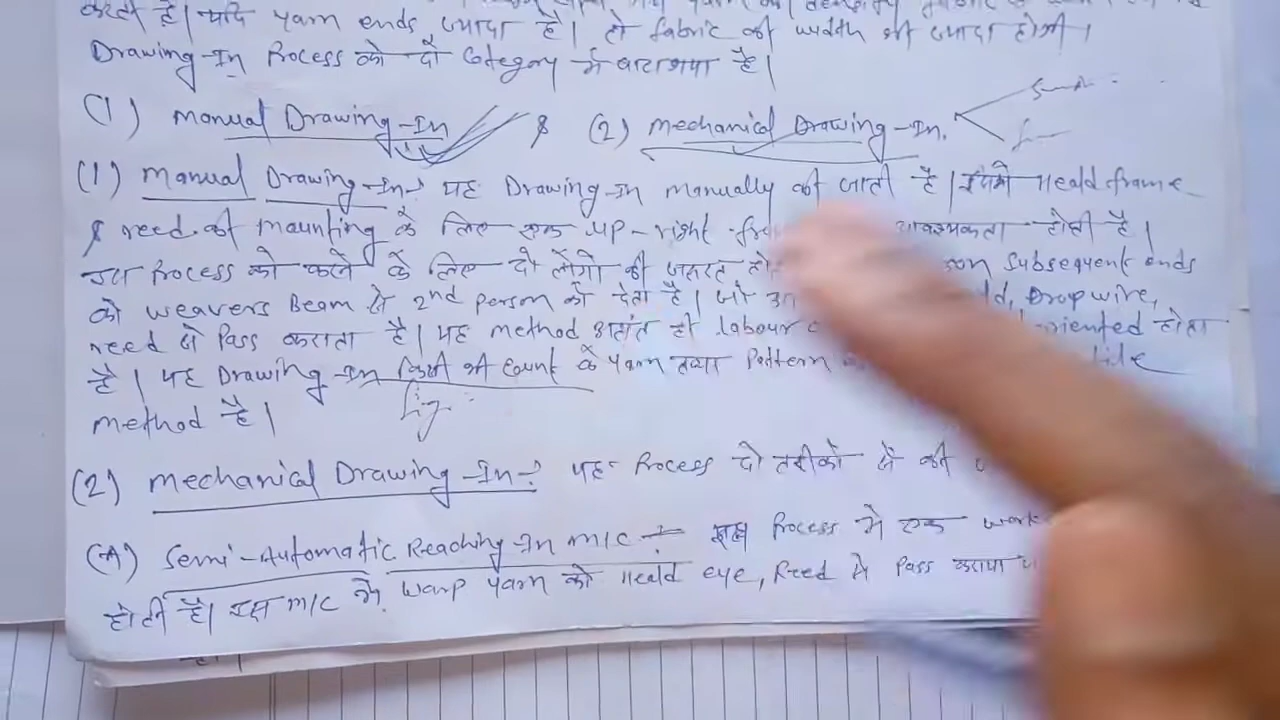 करती है। यदि yarn ends ज्यादा है। तो fabric की width भी ज्यादा होगी।
Drawing-In Process को दो Category में बाटा गया है।
(1) Manual Drawing-In & (2) Mechanical Drawing-In.
(1) Manual Drawing-In :- यह Drawing-In manually की जाती है। इसमें Heald frame
& reed की mounting के लिए एक up-right आवश्यकता होती है।
इस Process को करने के लिए दो लोगों की जरूरत subsequent ends
को weavers Beam से 2nd person को देता है। जो Dropwire,
reed से Pass कराता है। यह method अत्यंत ही labour oriented होता
है। यह Drawing-In किसी भी count के yarn तथा Pattern
method है। fig.
(2) Mechanical Drawing-In :- यह Process दो तरीको से की
(A) Semi-Automatic Reaching-In m/c :- इस Process में एक
होती है। इस m/c में warp yarn को Heald eye, Reed से Pass कराया
है।